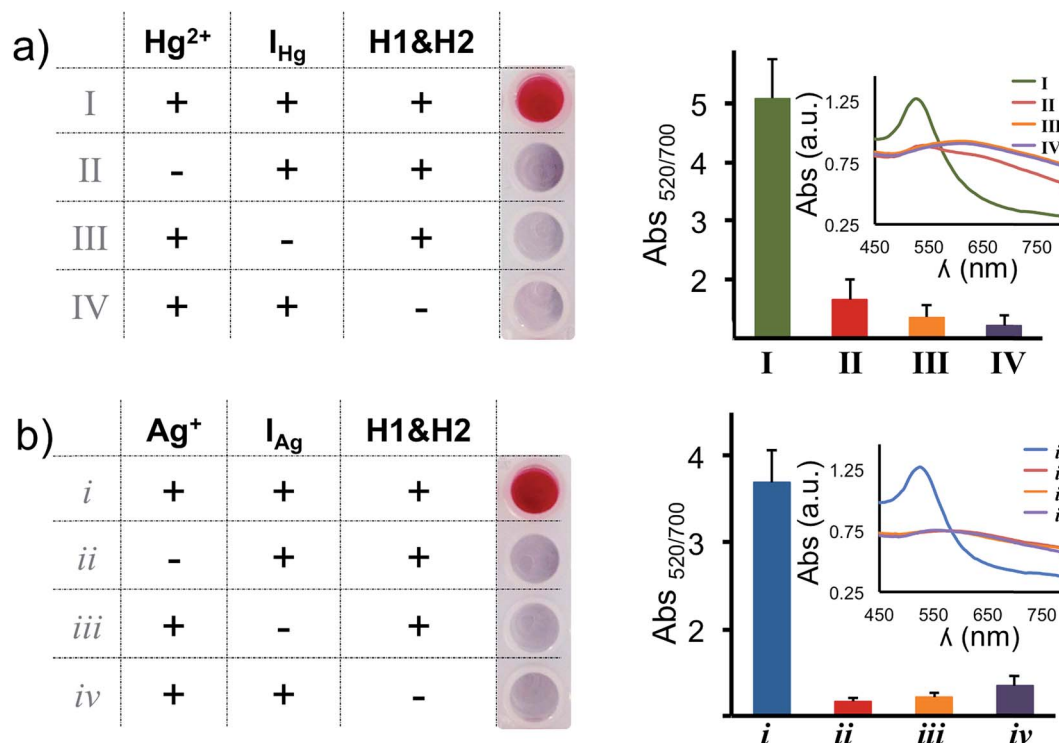 a)
Hg²⁺ I_Hg H1&H2
I + + +
II - + +
III + - +
IV + + -
Abs 520/700
5
4
3
2
I II III IV
Abs (a.u.)
1.25
0.75
0.25
450 550 650 750
λ (nm)
I
II
III
IV
b)
Ag⁺ I_Ag H1&H2
i + + +
ii - + +
iii + - +
iv + + -
Abs 520/700
4
3
2
i ii iii iv
Abs (a.u.)
1.25
0.75
0.25
450 550 650 750
λ (nm)
i
i
i
i